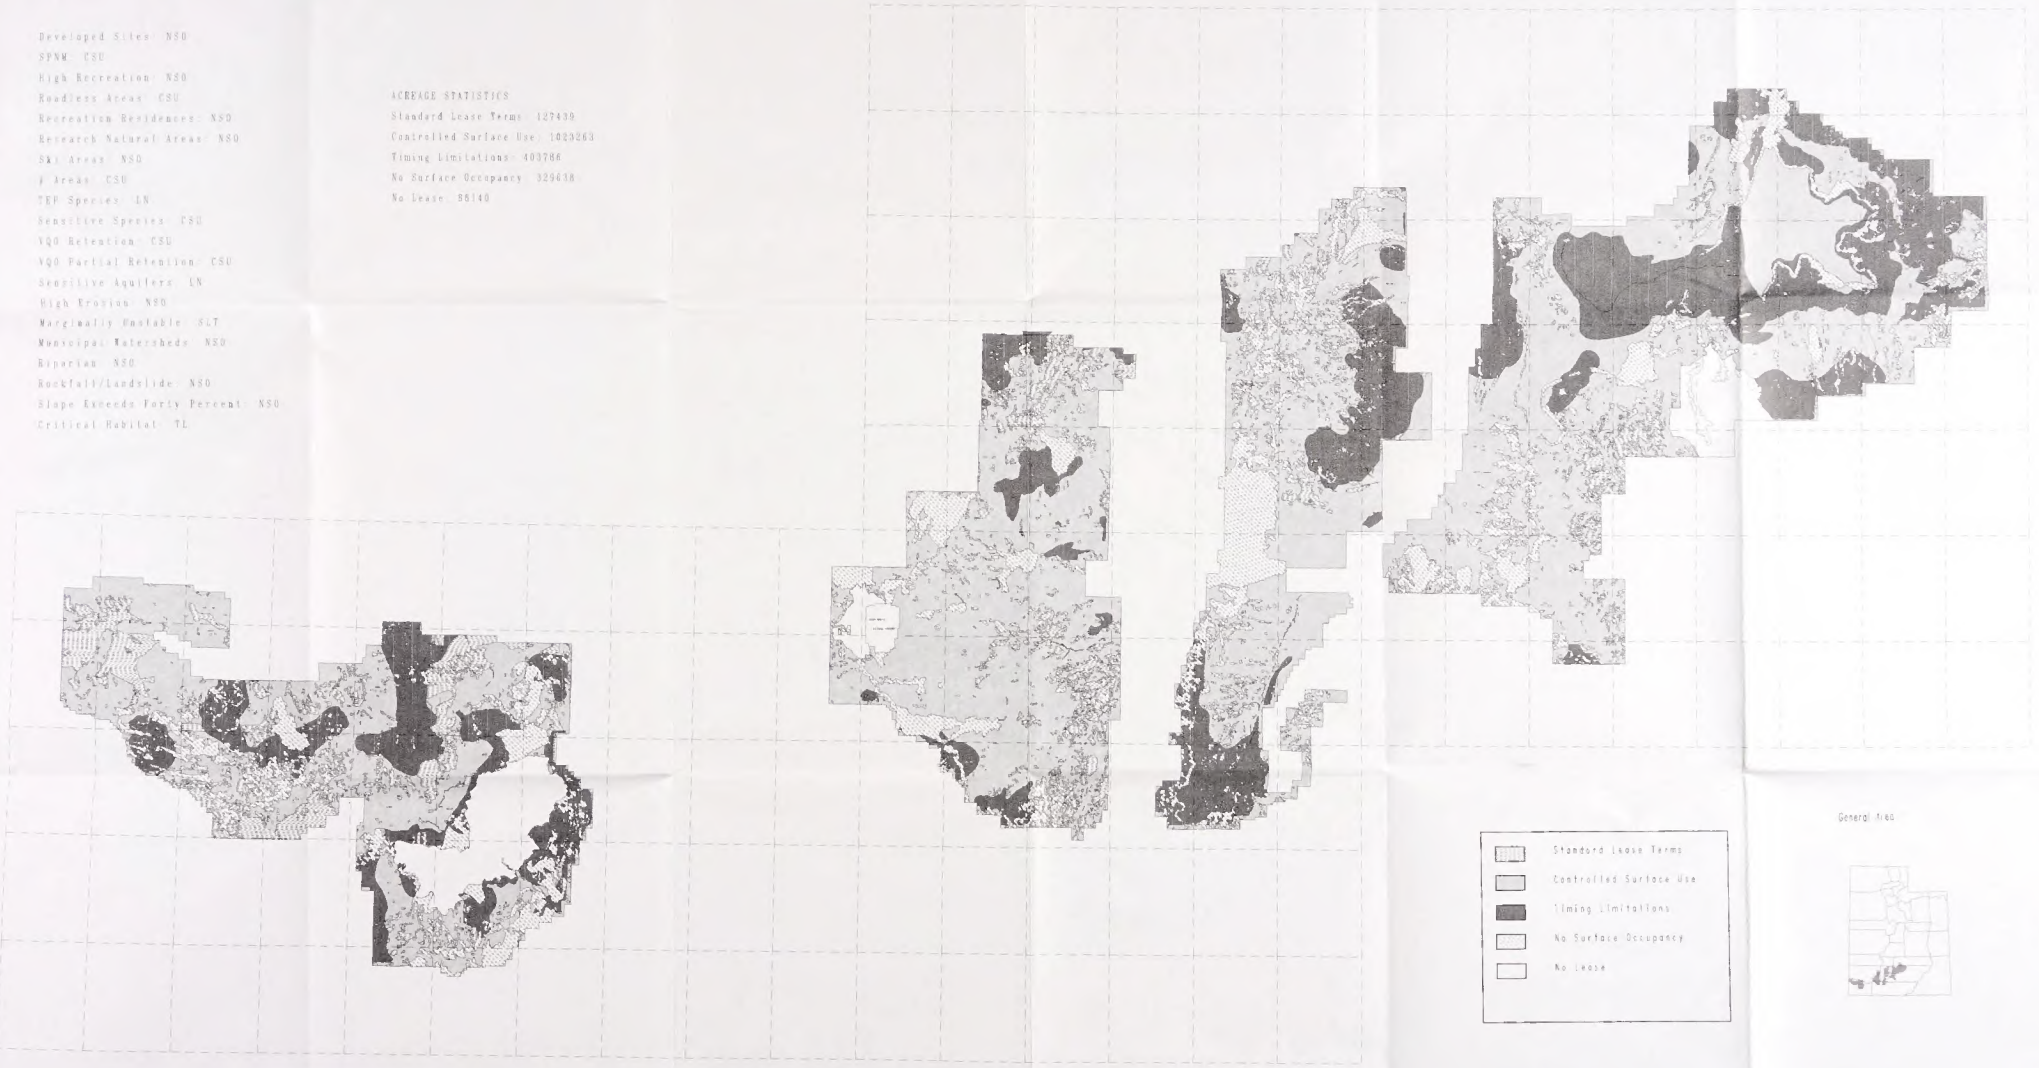 Developed Sites: NSO
SPNM: CSU
High Recreation: NSO
Roadless Areas: CSU
Recreation Residences: NSO
Research Natural Areas: NSO
Ski Areas: NSO
Areas: CSU
TEP Species: LN
Sensitive Species: CSU
VQO Retention: CSU
VQO Partial Retention: CSU
Sensitive Aquifers: LN
High Erosion: NSO
Marginally Unstable: SLT
Municipal Watersheds: NSO
Riparian: NSO
Rockfall/Landslide: NSO
Slope Exceeds Forty Percent: NSO
Critical Habitat: TL
ACREAGE STATISTICS
Standard Lease Terms: 127439
Controlled Surface Use: 1023263
Timing Limitations: 403766
No Surface Occupancy: 329638
No Lease: 86140
Standard Lease Terms
Controlled Surface Use
Timing Limitations
No Surface Occupancy
No Lease
General Area